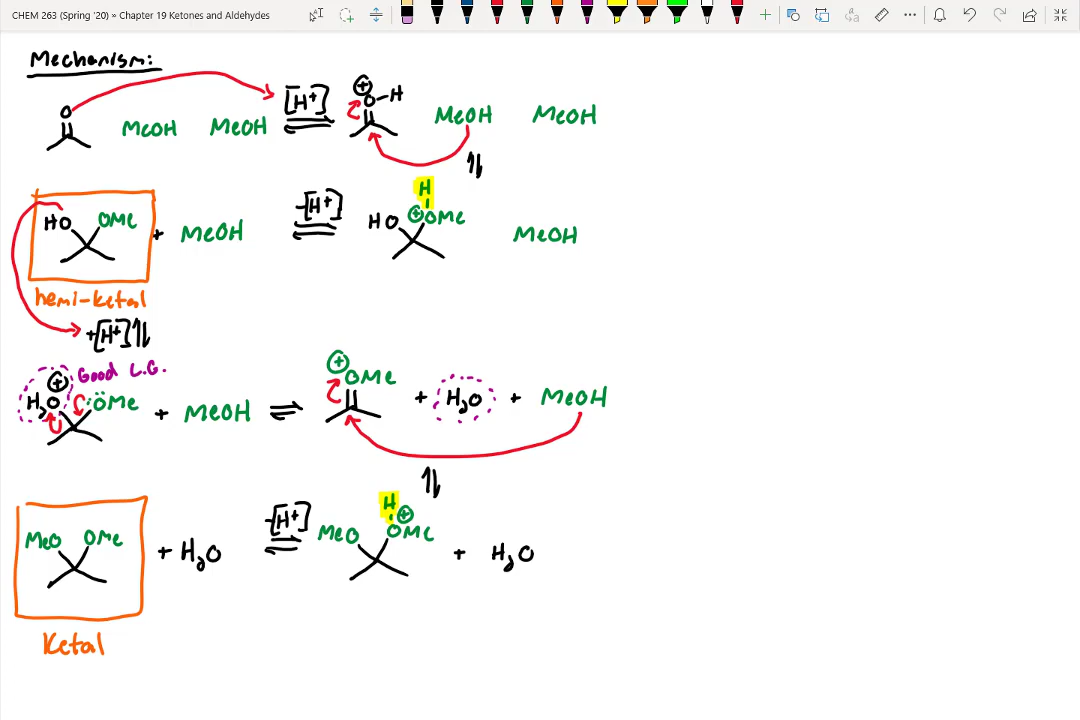 CHEM 263 (Spring '20) » Chapter 19 Ketones and Aldehydes
Mechanism:
O MeOH MeOH [H⁺] ⊕ O-H MeOH MeOH
HO OMe + MeOH -[H⁺] HO H ⊕OMe MeOH
hemi-ketal
+[H⁺]
⊕ H₂O Good L.G. :ÖMe + MeOH ⊕ OMe + H₂O + MeOH
MeO OMe + H₂O -[H⁺] MeO H ⊕ OMe + H₂O
Ketal